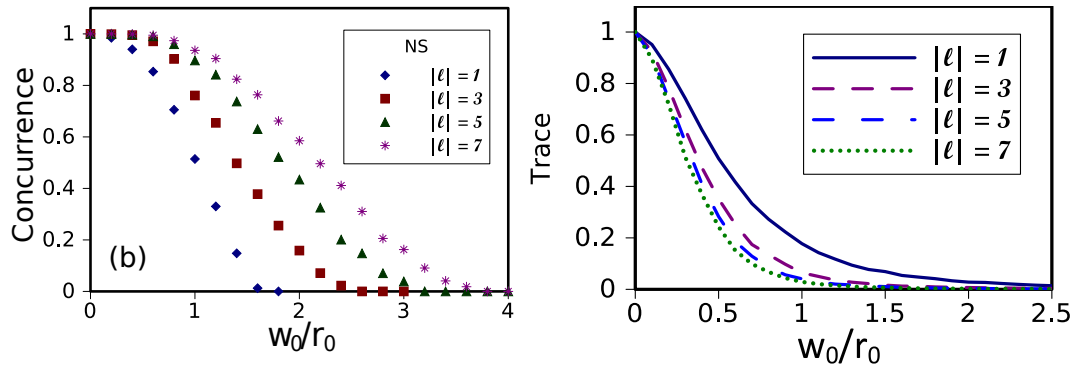 Concurrence
1
0.8
0.6
0.4
0.2
0
NS
|ℓ| = 1
|ℓ| = 3
|ℓ| = 5
|ℓ| = 7
(b)
0 1 2 3 4
w₀/r₀
Trace
1
0.8
0.6
0.4
0.2
0
|ℓ| = 1
|ℓ| = 3
|ℓ| = 5
|ℓ| = 7
0 0.5 1 1.5 2 2.5
w₀/r₀